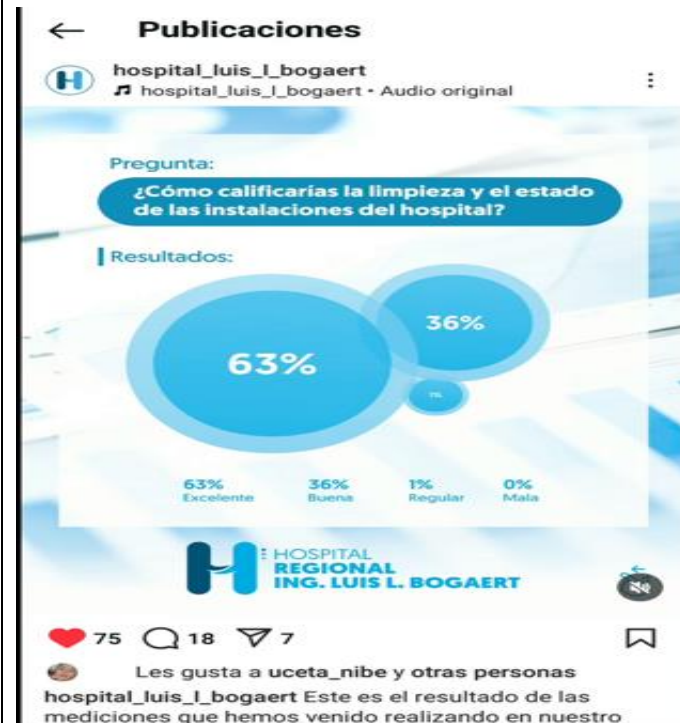 Publicaciones
hospital_luis_l_bogaert
hospital_luis_l_bogaert • Audio original
Pregunta:
¿Cómo calificarías la limpieza y el estado
de las instalaciones del hospital?
Resultados:
36%
63%
1%
63% 36% 1% 0%
Excelente Buena Regular Mala
HOSPITAL
REGIONAL
ING. LUIS L. BOGAERT
75 18 7
Les gusta a uceta_nibe y otras personas
hospital_luis_l_bogaert Este es el resultado de las
mediciones que hemos venido realizando en nuestro